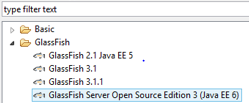 type filter text
Basic
GlassFish
GlassFish 2.1 Java EE 5
GlassFish 3.1
GlassFish 3.1.1
GlassFish Server Open Source Edition 3 (Java EE 6)